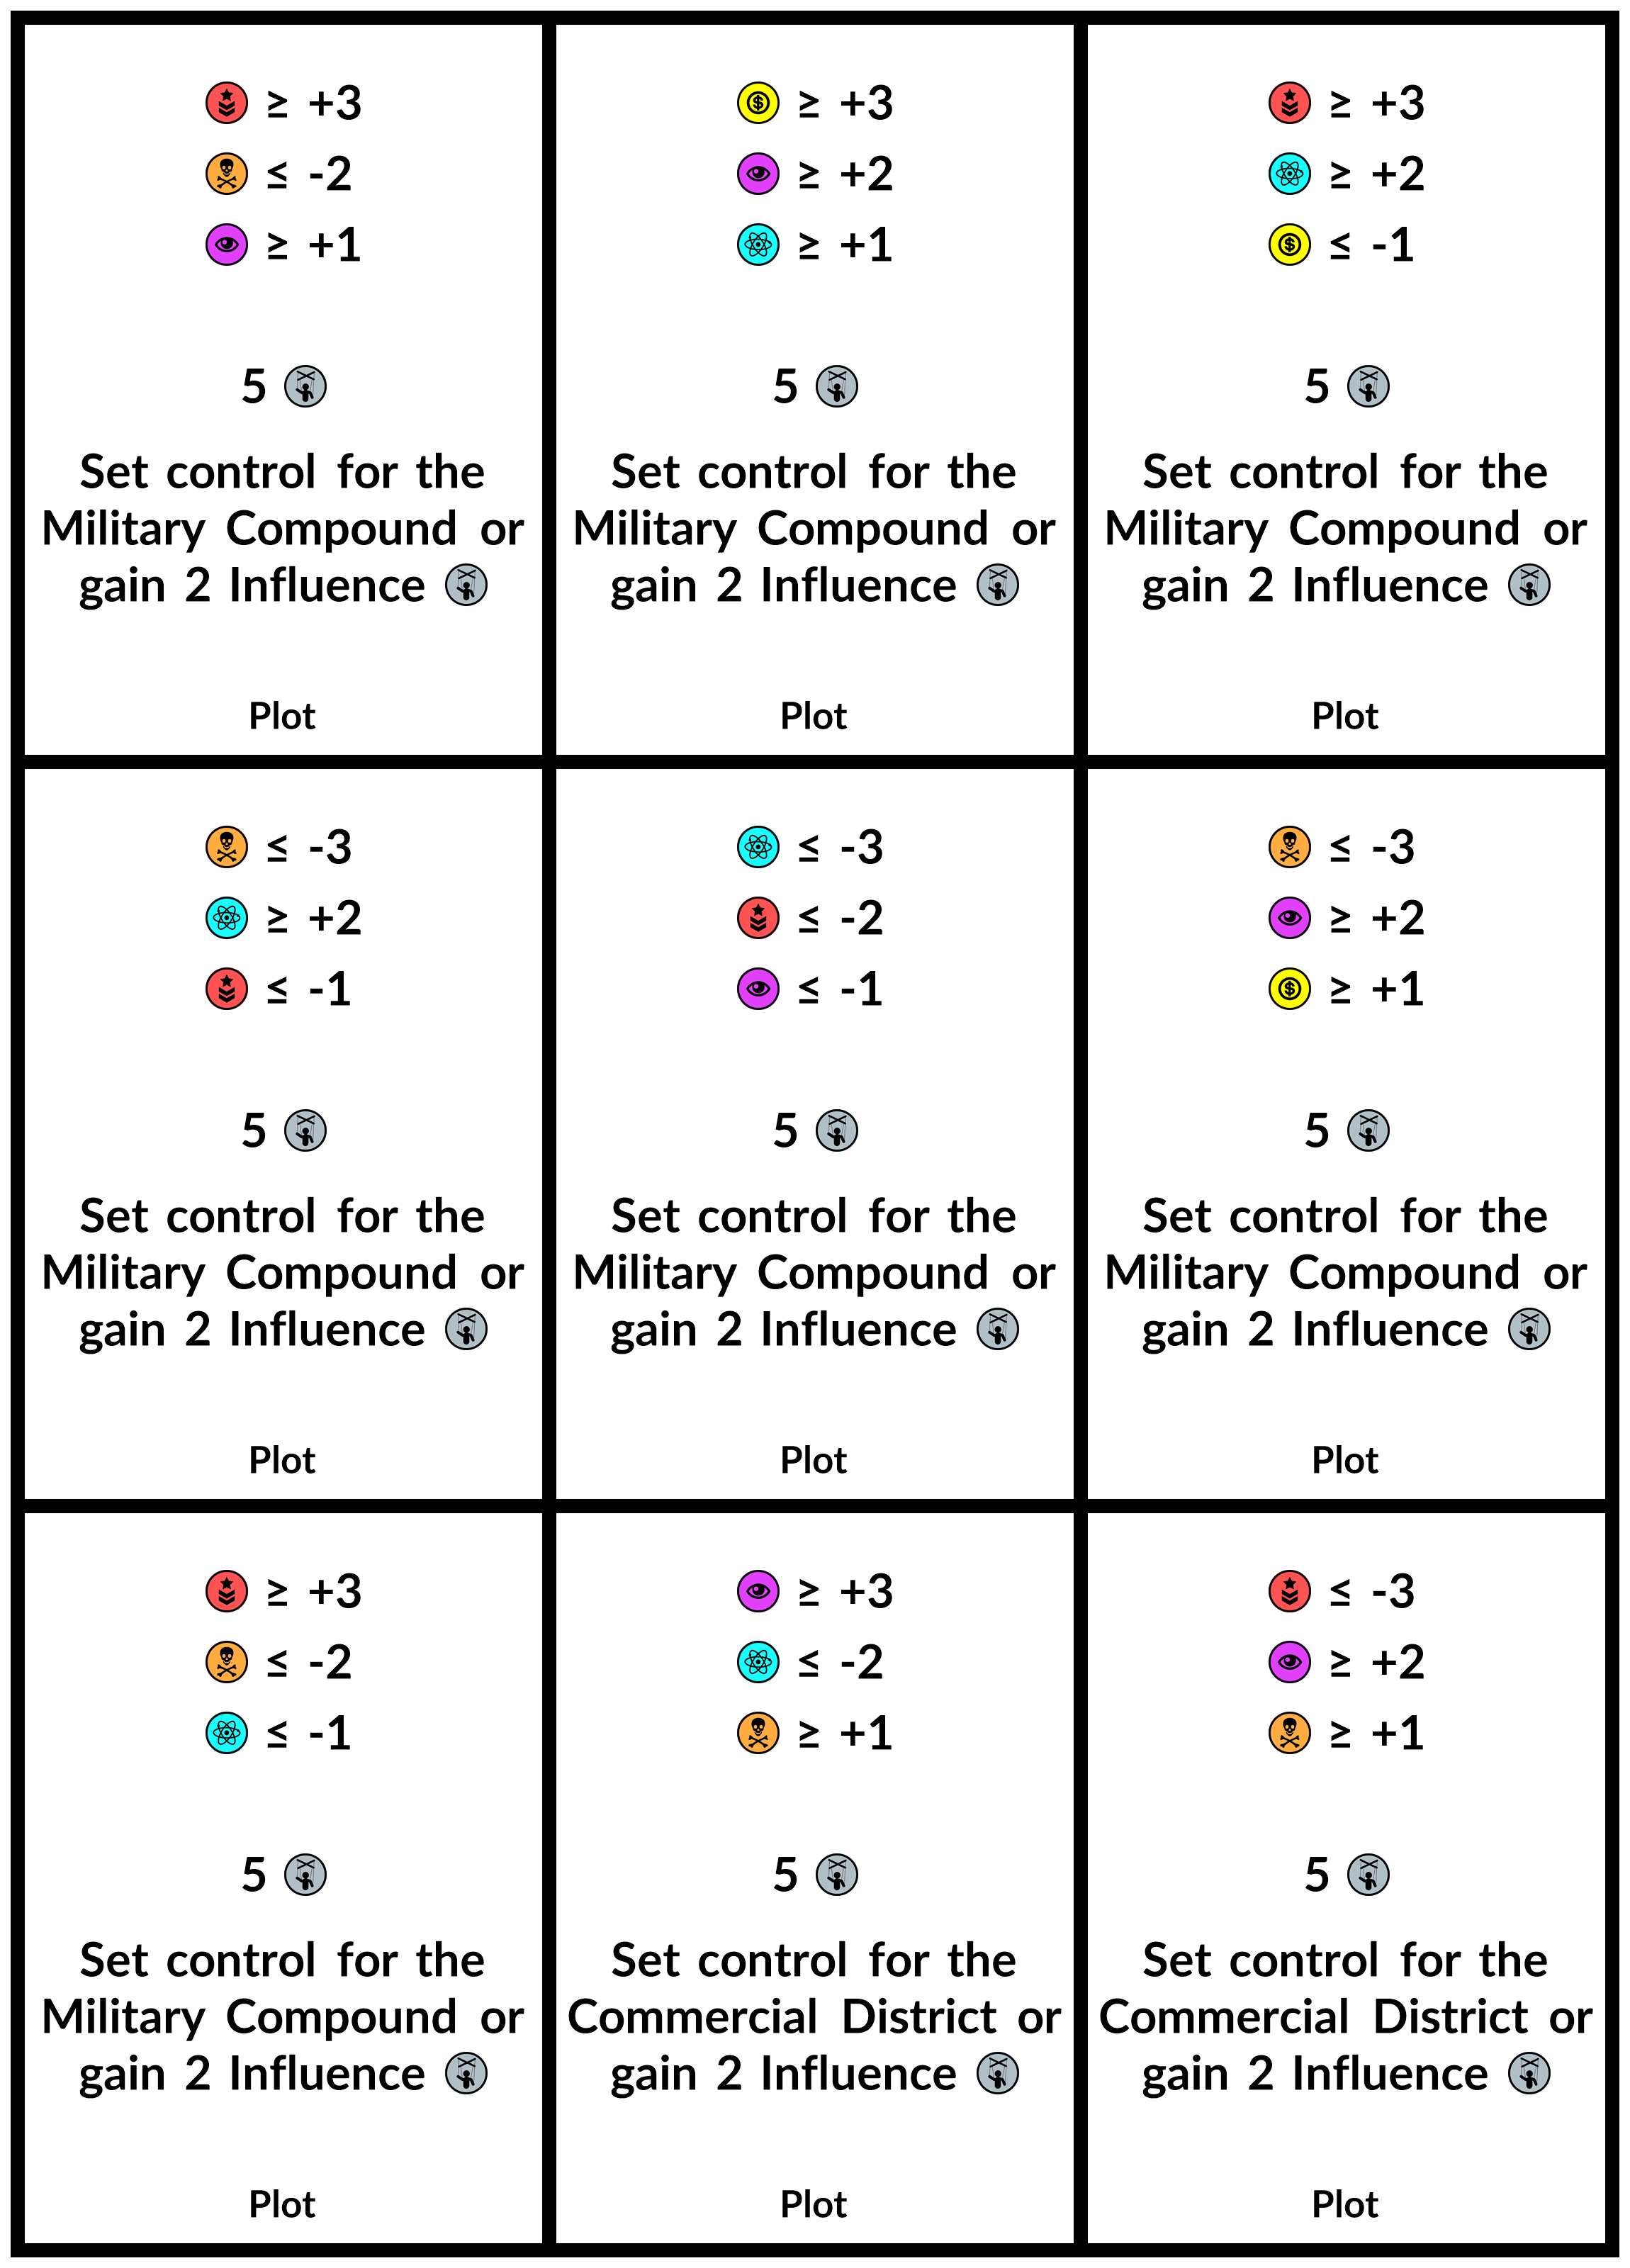 ≥ +3
≤ -2
≥ +1
5
Set control for the
Military Compound or
gain 2 Influence
Plot
≥ +3
≥ +2
≥ +1
5
Set control for the
Military Compound or
gain 2 Influence
Plot
≥ +3
≥ +2
≤ -1
5
Set control for the
Military Compound or
gain 2 Influence
Plot
≤ -3
≥ +2
≤ -1
5
Set control for the
Military Compound or
gain 2 Influence
Plot
≤ -3
≤ -2
≤ -1
5
Set control for the
Military Compound or
gain 2 Influence
Plot
≤ -3
≥ +2
≥ +1
5
Set control for the
Military Compound or
gain 2 Influence
Plot
≥ +3
≤ -2
≤ -1
5
Set control for the
Military Compound or
gain 2 Influence
Plot
≥ +3
≤ -2
≥ +1
5
Set control for the
Commercial District or
gain 2 Influence
Plot
≤ -3
≥ +2
≥ +1
5
Set control for the
Commercial District or
gain 2 Influence
Plot